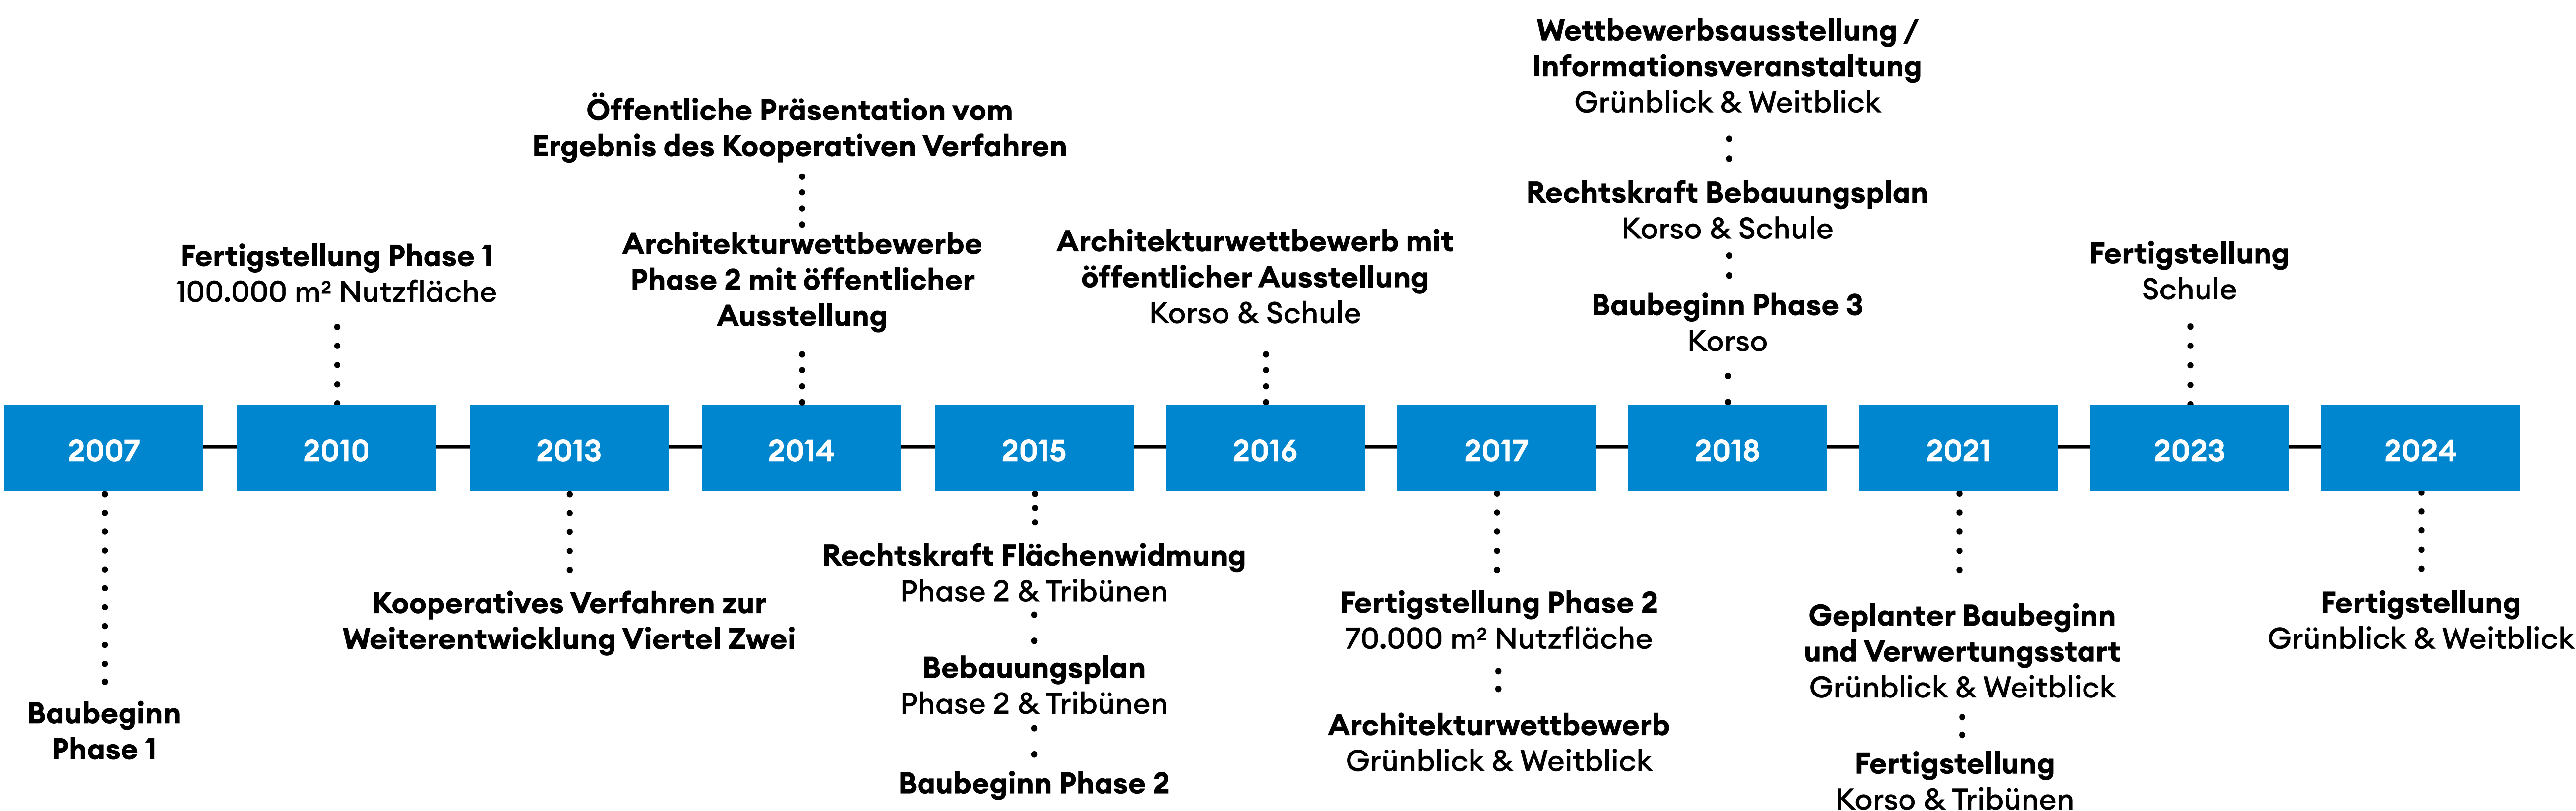 Wettbewerbsausstellung /
Informationsveranstaltung
Grünblick & Weitblick
Öffentliche Präsentation vom
Ergebnis des Kooperativen Verfahren
Rechtskraft Bebauungsplan
Korso & Schule
Fertigstellung Phase 1
100.000 m² Nutzfläche
Architekturwettbewerbe
Phase 2 mit öffentlicher
Ausstellung
Architekturwettbewerb mit
öffentlicher Ausstellung
Korso & Schule
Baubeginn Phase 3
Korso
Fertigstellung
Schule
2007
2010
2013
2014
2015
2016
2017
2018
2021
2023
2024
Baubeginn
Phase 1
Kooperatives Verfahren zur
Weiterentwicklung Viertel Zwei
Rechtskraft Flächenwidmung
Phase 2 & Tribünen
Bebauungsplan
Phase 2 & Tribünen
Baubeginn Phase 2
Fertigstellung Phase 2
70.000 m² Nutzfläche
Architekturwettbewerb
Grünblick & Weitblick
Geplanter Baubeginn
und Verwertungsstart
Grünblick & Weitblick
Fertigstellung
Korso & Tribünen
Fertigstellung
Grünblick & Weitblick